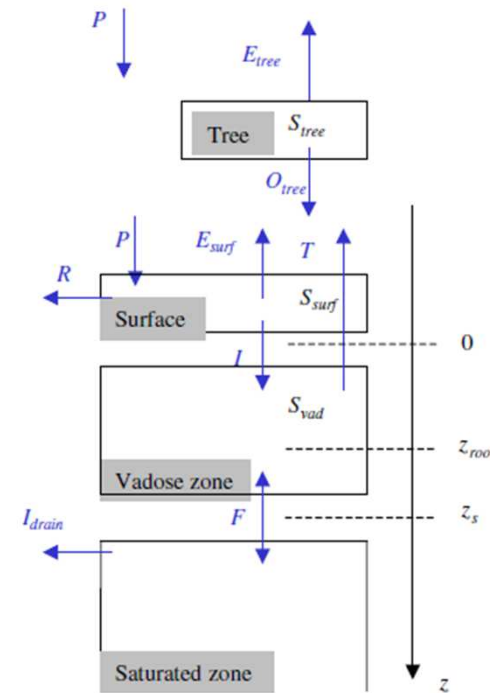 P
E_tree
S_tree
Tree
O_tree
P
E_surf
T
R
S_surf
Surface
0
I
S_vad
z_roo
Vadose zone
z_s
I_drain
F
Saturated zone
z